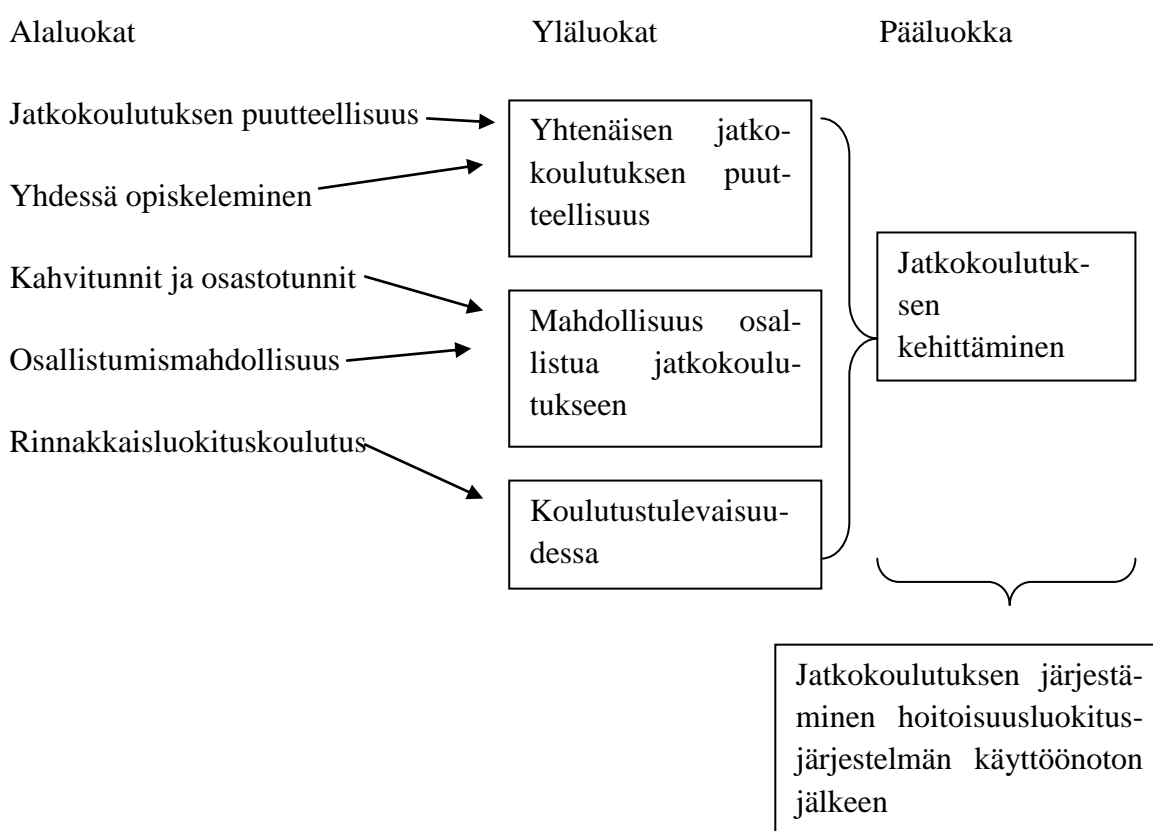 Alaluokat
Yläluokat
Pääluokka
Jatkokoulutuksen puutteellisuus
Yhdessä opiskeleminen
Kahvitunnit ja osastotunnit
Osallistumismahdollisuus
Rinnakkaisluokituskoulutus
Yhtenäisen jatko-
koulutuksen puut-
teellisuus
Mahdollisuus osal-
listua jatkokoulu-
tukseen
Koulutustulevaisuu-
dessa
Jatkokoulutuk-
sen
kehittäminen
Jatkokoulutuksen järjestä-
minen hoitoisuusluokitus-
järjestelmän käyttöönoton
jälkeen